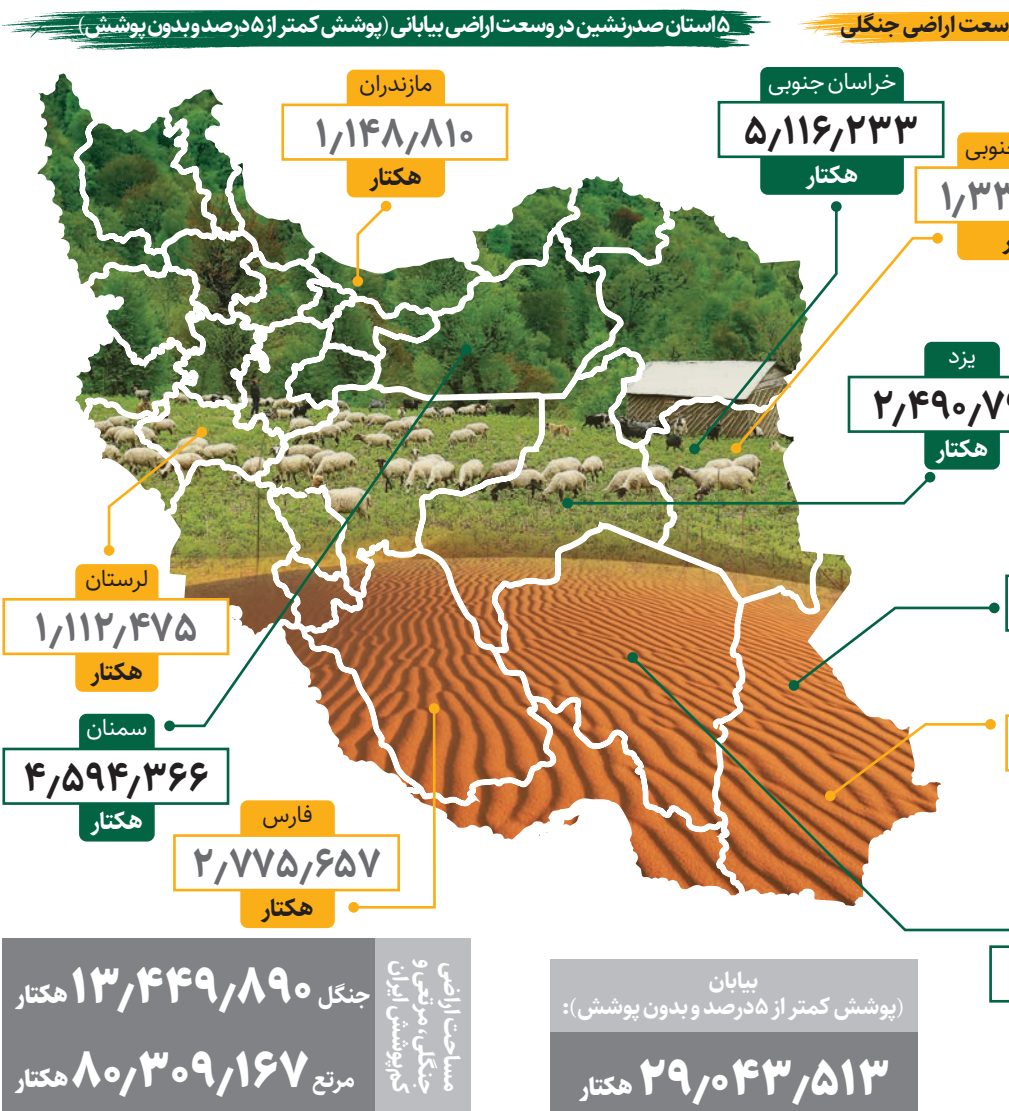 وسعت اراضی جنگلی
۵ استان صدرنشین در وسعت اراضی بیابانی (پوشش کمتر از ۵ درصد و بدون پوشش)
خراسان جنوبی
۵٫۱۱۶٫۲۳۳
هکتار
مازندران
۱٫۱۴۸٫۸۱۰
هکتار
یزد
هکتار
لرستان
۱٫۱۱۲٫۴۷۵
هکتار
سمنان
۴٫۵۹۴٫۳۶۶
هکتار
فارس
۲٫۷۷۵٫۶۵۷
هکتار
بیابان
(پوشش کمتر از ۵ درصد و بدون پوشش):
۲۹٫۰۴۳٫۵۱۳ هکتار
مساحت اراضی
جنگلی، مرتعی و
کم‌پوشش ایران
جنگل ۱۳٫۴۴۹٫۸۹۰ هکتار
مرتع ۸۰٫۳۰۹٫۱۶۷ هکتار